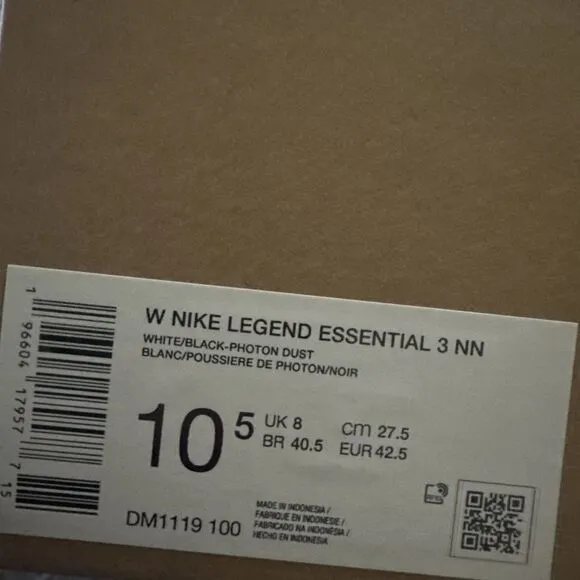 W NIKE LEGEND ESSENTIAL 3 NN
WHITE/BLACK-PHOTON DUST
BLANC/POUSSIERE DE PHOTON/NOIR
10 5
UK 8
BR 40.5
cm 27.5
EUR 42.5
DM1119 100
MADE IN INDONESIA /
FABRIQUE EN INDONESIE /
FABRICADO NA INDONÉSIA /
HECHO EN INDONESIA
RFID
1 96604 17957 7 15